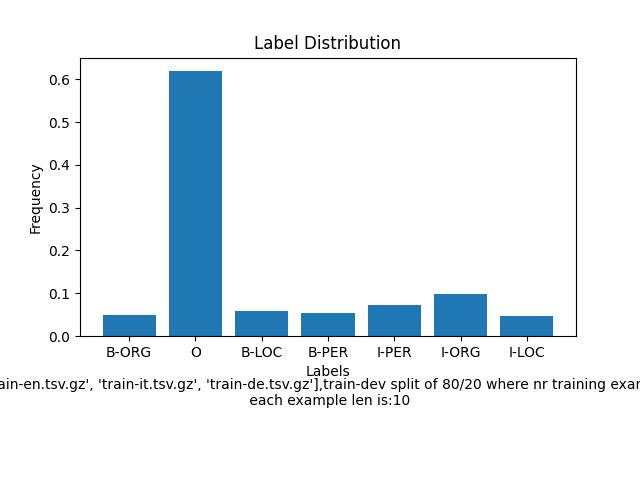 Label Distribution
Frequency
0.6
0.5
0.4
0.3
0.2
0.1
0.0
B-ORG O B-LOC B-PER I-PER I-ORG I-LOC
Labels
ain-en.tsv.gz', 'train-it.tsv.gz', 'train-de.tsv.gz'],train-dev split of 80/20 where nr training exar
each example len is:10